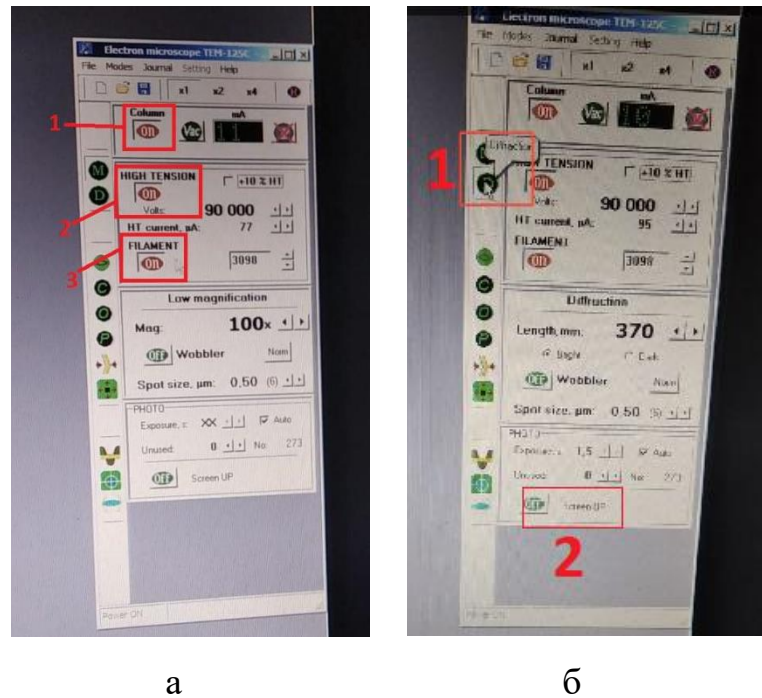 Electron microscope TEM-125C
File Modes Journal Setting Help
x1 x2 x4
Column
mA
1
on
Vac
11
M
D
HIGH TENSION
+10 % HT
on
2
Volts: 90 000
HT current, µA: 77
FILAMENT
on
3098
3
C
O
P
Low magnification
Mag: 100x
OFF Wobbler Norm
Spot size, µm: 0,50 (6)
PHOTO
Exposure, s XX Auto
Unused: 0 No: 273
OFF Screen UP
Power ON
а
Electron microscope TEM-125C
File Modes Journal Setting Help
x1 x2 x4
Column
mA
on
Vac
10
1
Diffraction
HIGH TENSION
+10 % HT
on
Volts: 90 000
HT current, µA: 95
FILAMENT
on
3098
C
O
P
Diffraction
Length, mm: 370
Bright Dark
OFF Wobbler Norm
Spot size, µm: 0,50 (6)
PHOTO
Exposure, s 1,5 Auto
Unused: 0 No: 273
OFF Screen UP
2
Power ON
б